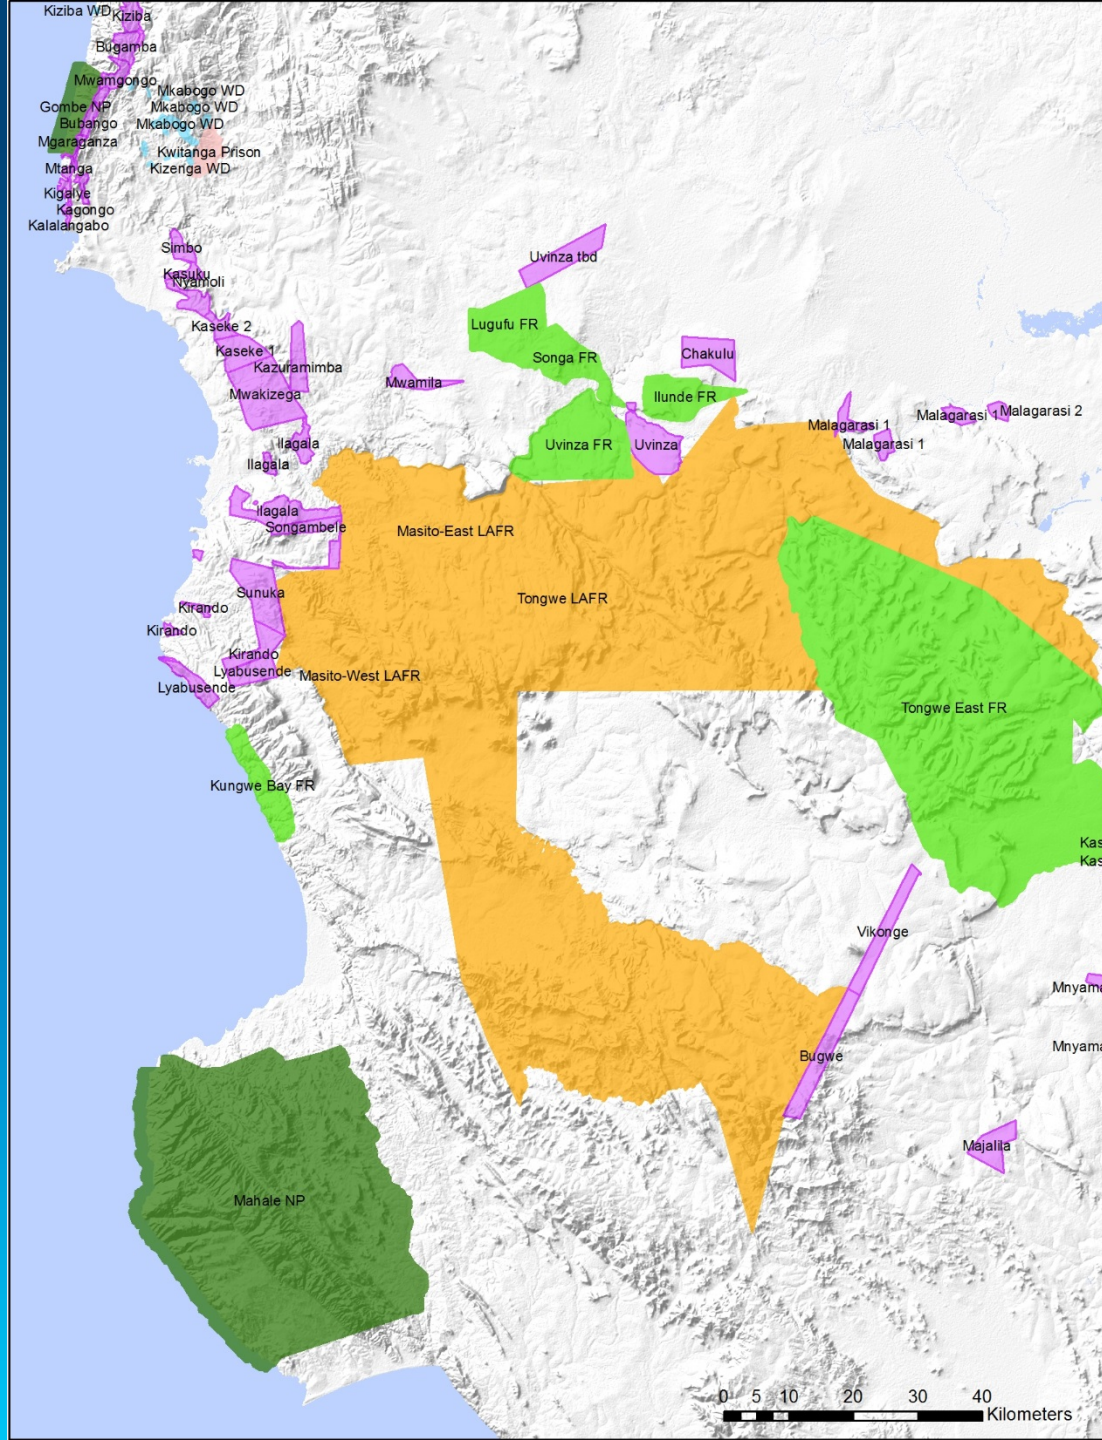 Kiziba WD
Kiziba
Bugamba
Mwamgongo
Mkabogo WD
Gombe NP
Mkabogo WD
Bubango
Mkabogo WD
Mgaraganza
Kwitanga Prison
Mtanga
Kizenga WD
Kigalye
Kagongo
Kalalangabo
Simbo
Uvinza tbd
Kasuku
Nyamoli
Kaseke 2
Lugufu FR
Kaseke 1
Songa FR
Chakulu
Kazuramimba
Mwamila
Mwakizega
Ilunde FR
Malagarasi 1
Malagarasi 2
Malagarasi 1
Ilagala
Uvinza FR
Uvinza
Malagarasi 1
Ilagala
Ilagala
Songambele
Masito-East LAFR
Sunuka
Tongwe LAFR
Kirando
Kirando
Kirando
Lyabusende
Masito-West LAFR
Lyabusende
Tongwe East FR
Kungwe Bay FR
Kas
Kas
Vikonge
Mnyama
Mnyama
Bugwe
Majalila
Mahale NP
0 5 10 20 30 40
Kilometers